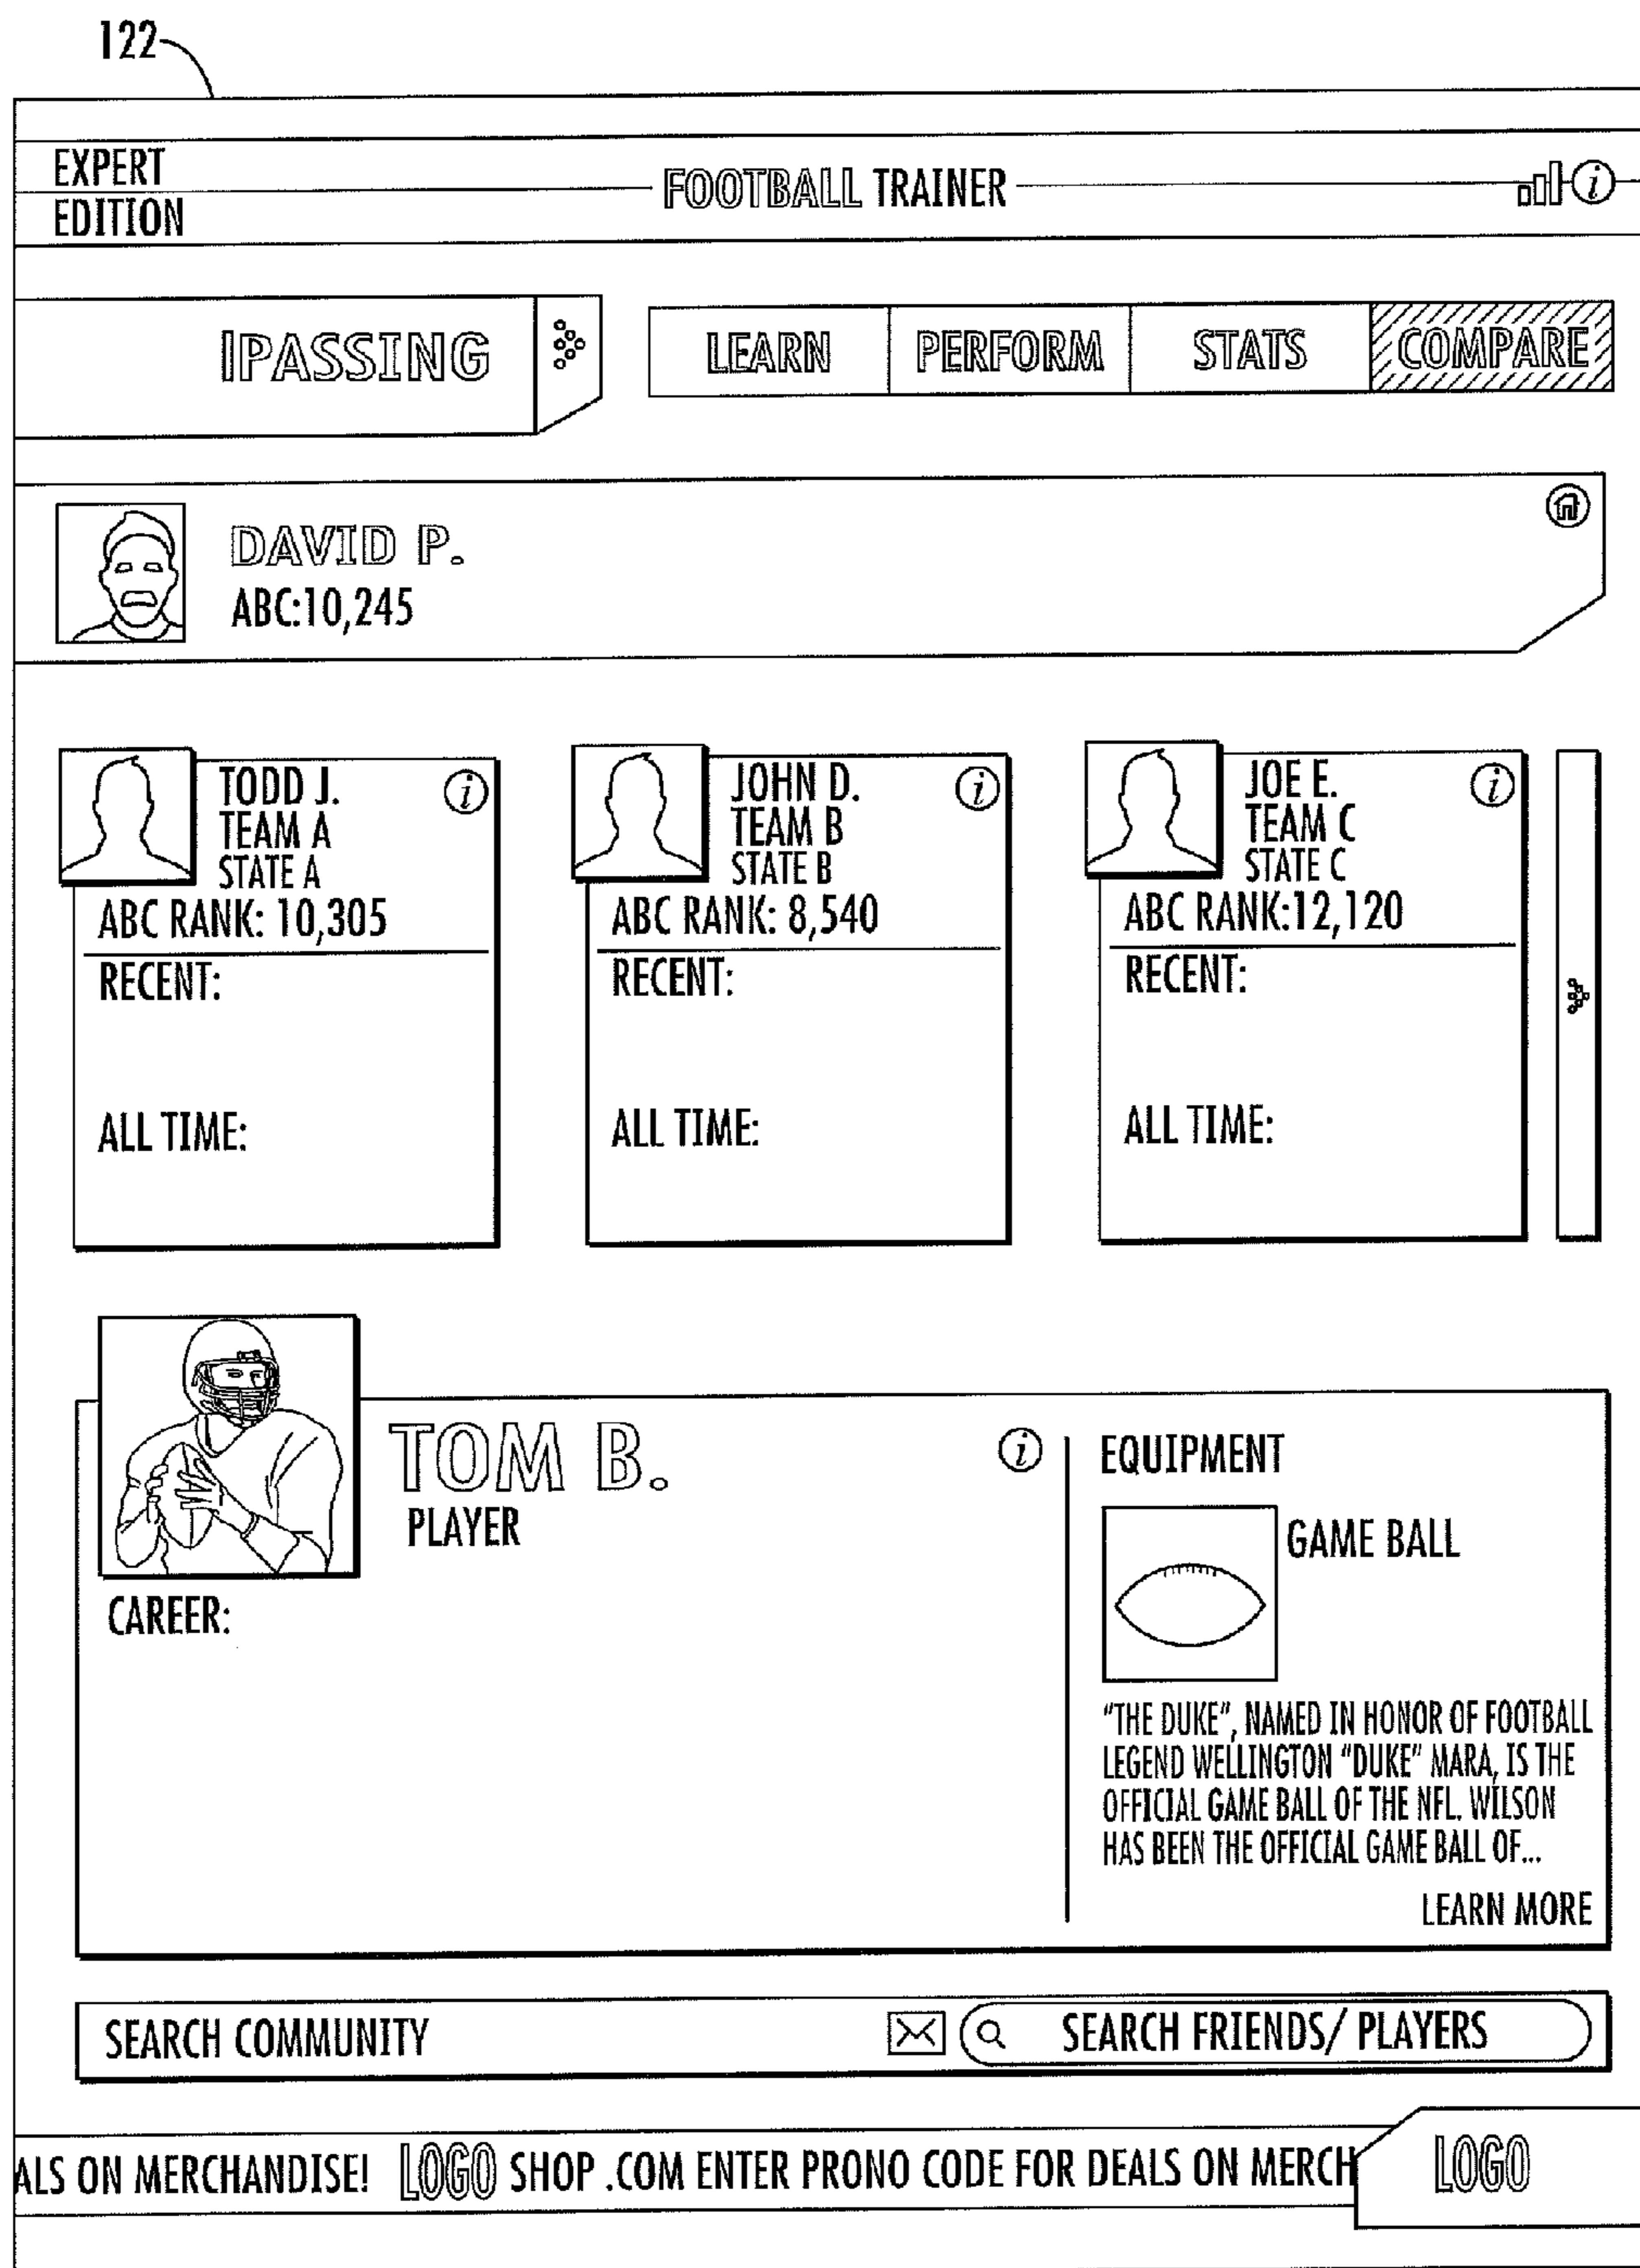 122
EXPERT
EDITION
FOOTBALL TRAINER
PASSING
LEARN
PERFORM
STATS
COMPARE
DAVID P.
ABC:10,245
TODD J.
TEAM A
STATE A
ABC RANK: 10,305
RECENT:
ALL TIME:
JOHN D.
TEAM B
STATE B
ABC RANK: 8,540
RECENT:
ALL TIME:
JOE E.
TEAM C
STATE C
ABC RANK:12,120
RECENT:
ALL TIME:
TOM B.
PLAYER
CAREER:
EQUIPMENT
GAME BALL
"THE DUKE", NAMED IN HONOR OF FOOTBALL
LEGEND WELLINGTON "DUKE" MARA, IS THE
OFFICIAL GAME BALL OF THE NFL. WILSON
HAS BEEN THE OFFICIAL GAME BALL OF...
LEARN MORE
SEARCH COMMUNITY
SEARCH FRIENDS/ PLAYERS
ALS ON MERCHANDISE! LOGO SHOP .COM ENTER PRONO CODE FOR DEALS ON MERCH
LOGO